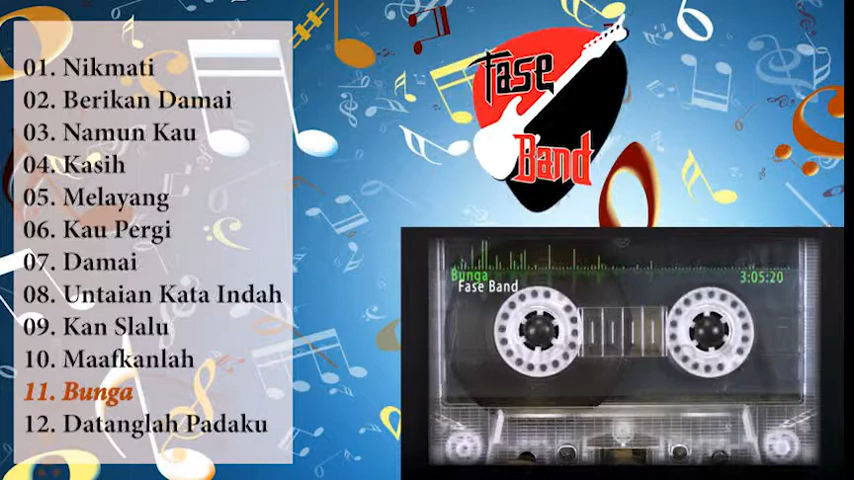 01. Nikmati
02. Berikan Damai
03. Namun Kau
04. Kasih
05. Melayang
06. Kau Pergi
07. Damai
08. Untaian Kata Indah
09. Kan Slalu
10. Maafkanlah
11. Bunga
12. Datanglah Padaku
Fase
Band
Bunga
Fase Band
3:05:20